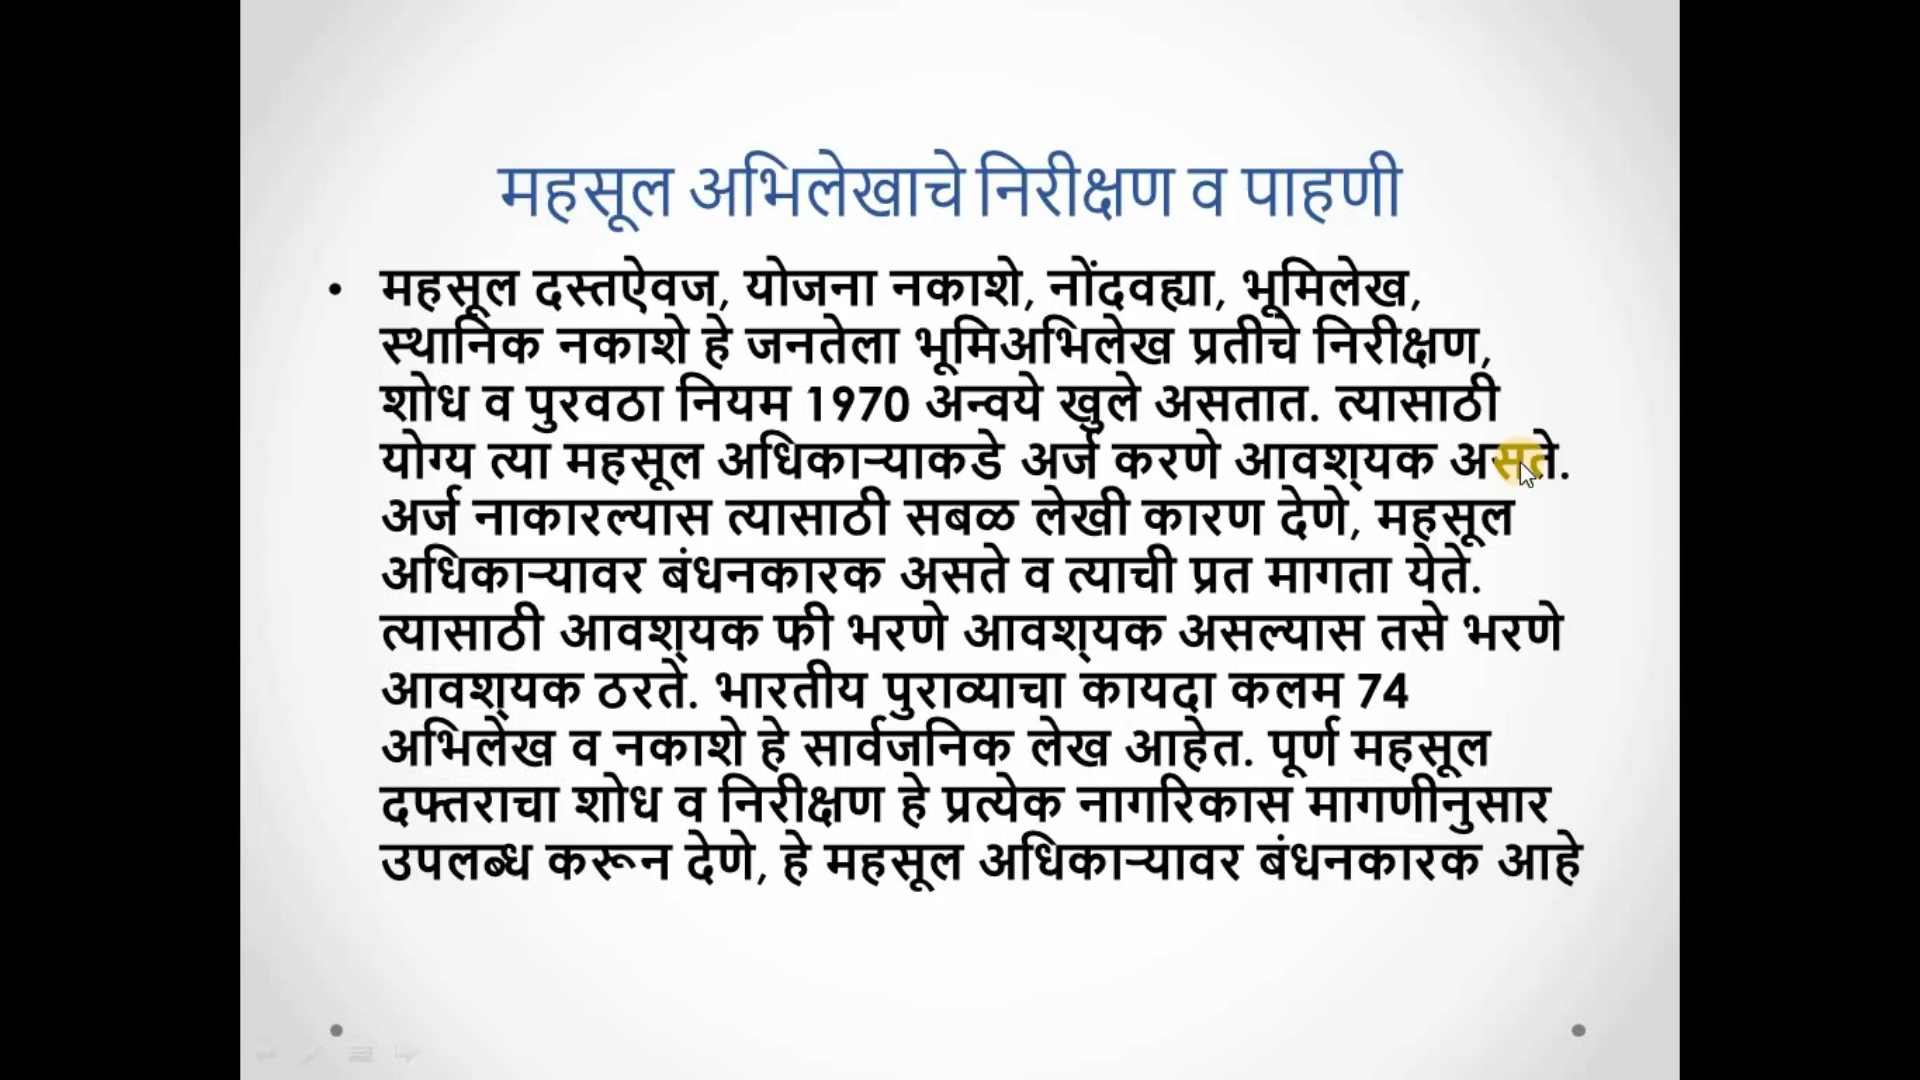 महसूल अभिलेखाचे निरीक्षण व पाहणी
• महसूल दस्तऐवज, योजना नकाशे, नोंदवह्या, भूमिलेख,
स्थानिक नकाशे हे जनतेला भूमिअभिलेख प्रतीचे निरीक्षण,
शोध व पुरवठा नियम 1970 अन्वये खुले असतात. त्यासाठी
योग्य त्या महसूल अधिकाऱ्याकडे अर्ज करणे आवश्यक असते.
अर्ज नाकारल्यास त्यासाठी सबळ लेखी कारण देणे, महसूल
अधिकाऱ्यावर बंधनकारक असते व त्याची प्रत मागता येते.
त्यासाठी आवश्यक फी भरणे आवश्यक असल्यास तसे भरणे
आवश्यक ठरते. भारतीय पुराव्याचा कायदा कलम 74
अभिलेख व नकाशे हे सार्वजनिक लेख आहेत. पूर्ण महसूल
दफ्तराचा शोध व निरीक्षण हे प्रत्येक नागरिकास मागणीनुसार
उपलब्ध करून देणे, हे महसूल अधिकाऱ्यावर बंधनकारक आहे